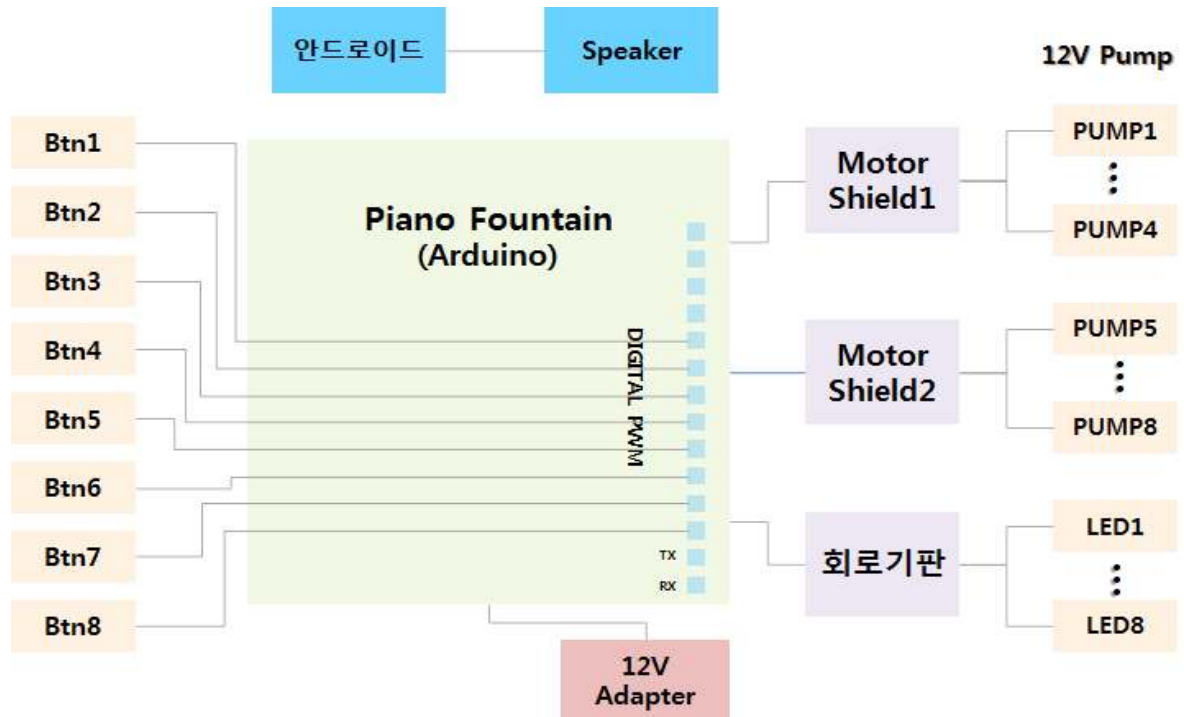 안드로이드
Speaker
12V Pump
Btn1
Btn2
Btn3
Btn4
Btn5
Btn6
Btn7
Btn8
Piano Fountain
(Arduino)
DIGITAL PWM
TX
RX
Motor
Shield1
Motor
Shield2
회로기판
PUMP1
PUMP4
PUMP5
PUMP8
LED1
LED8
12V
Adapter